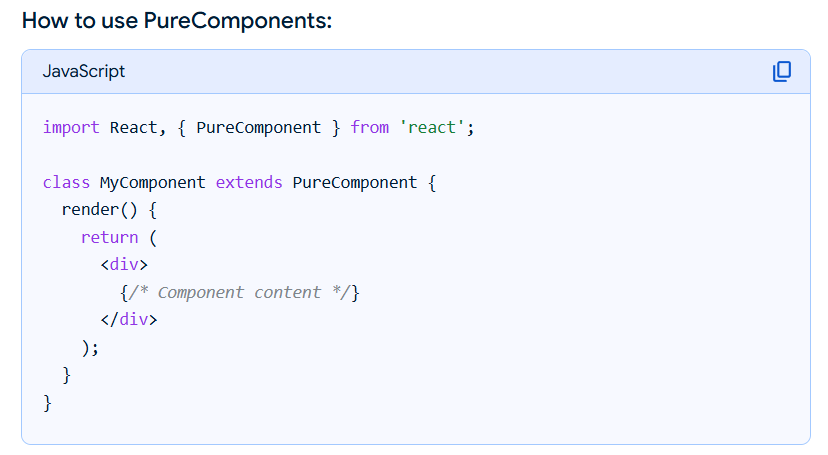 How to use PureComponents:
JavaScript
import React, { PureComponent } from 'react';
class MyComponent extends PureComponent {
  render() {
    return (
      <div>
        {/* Component content */}
      </div>
    );
  }
}